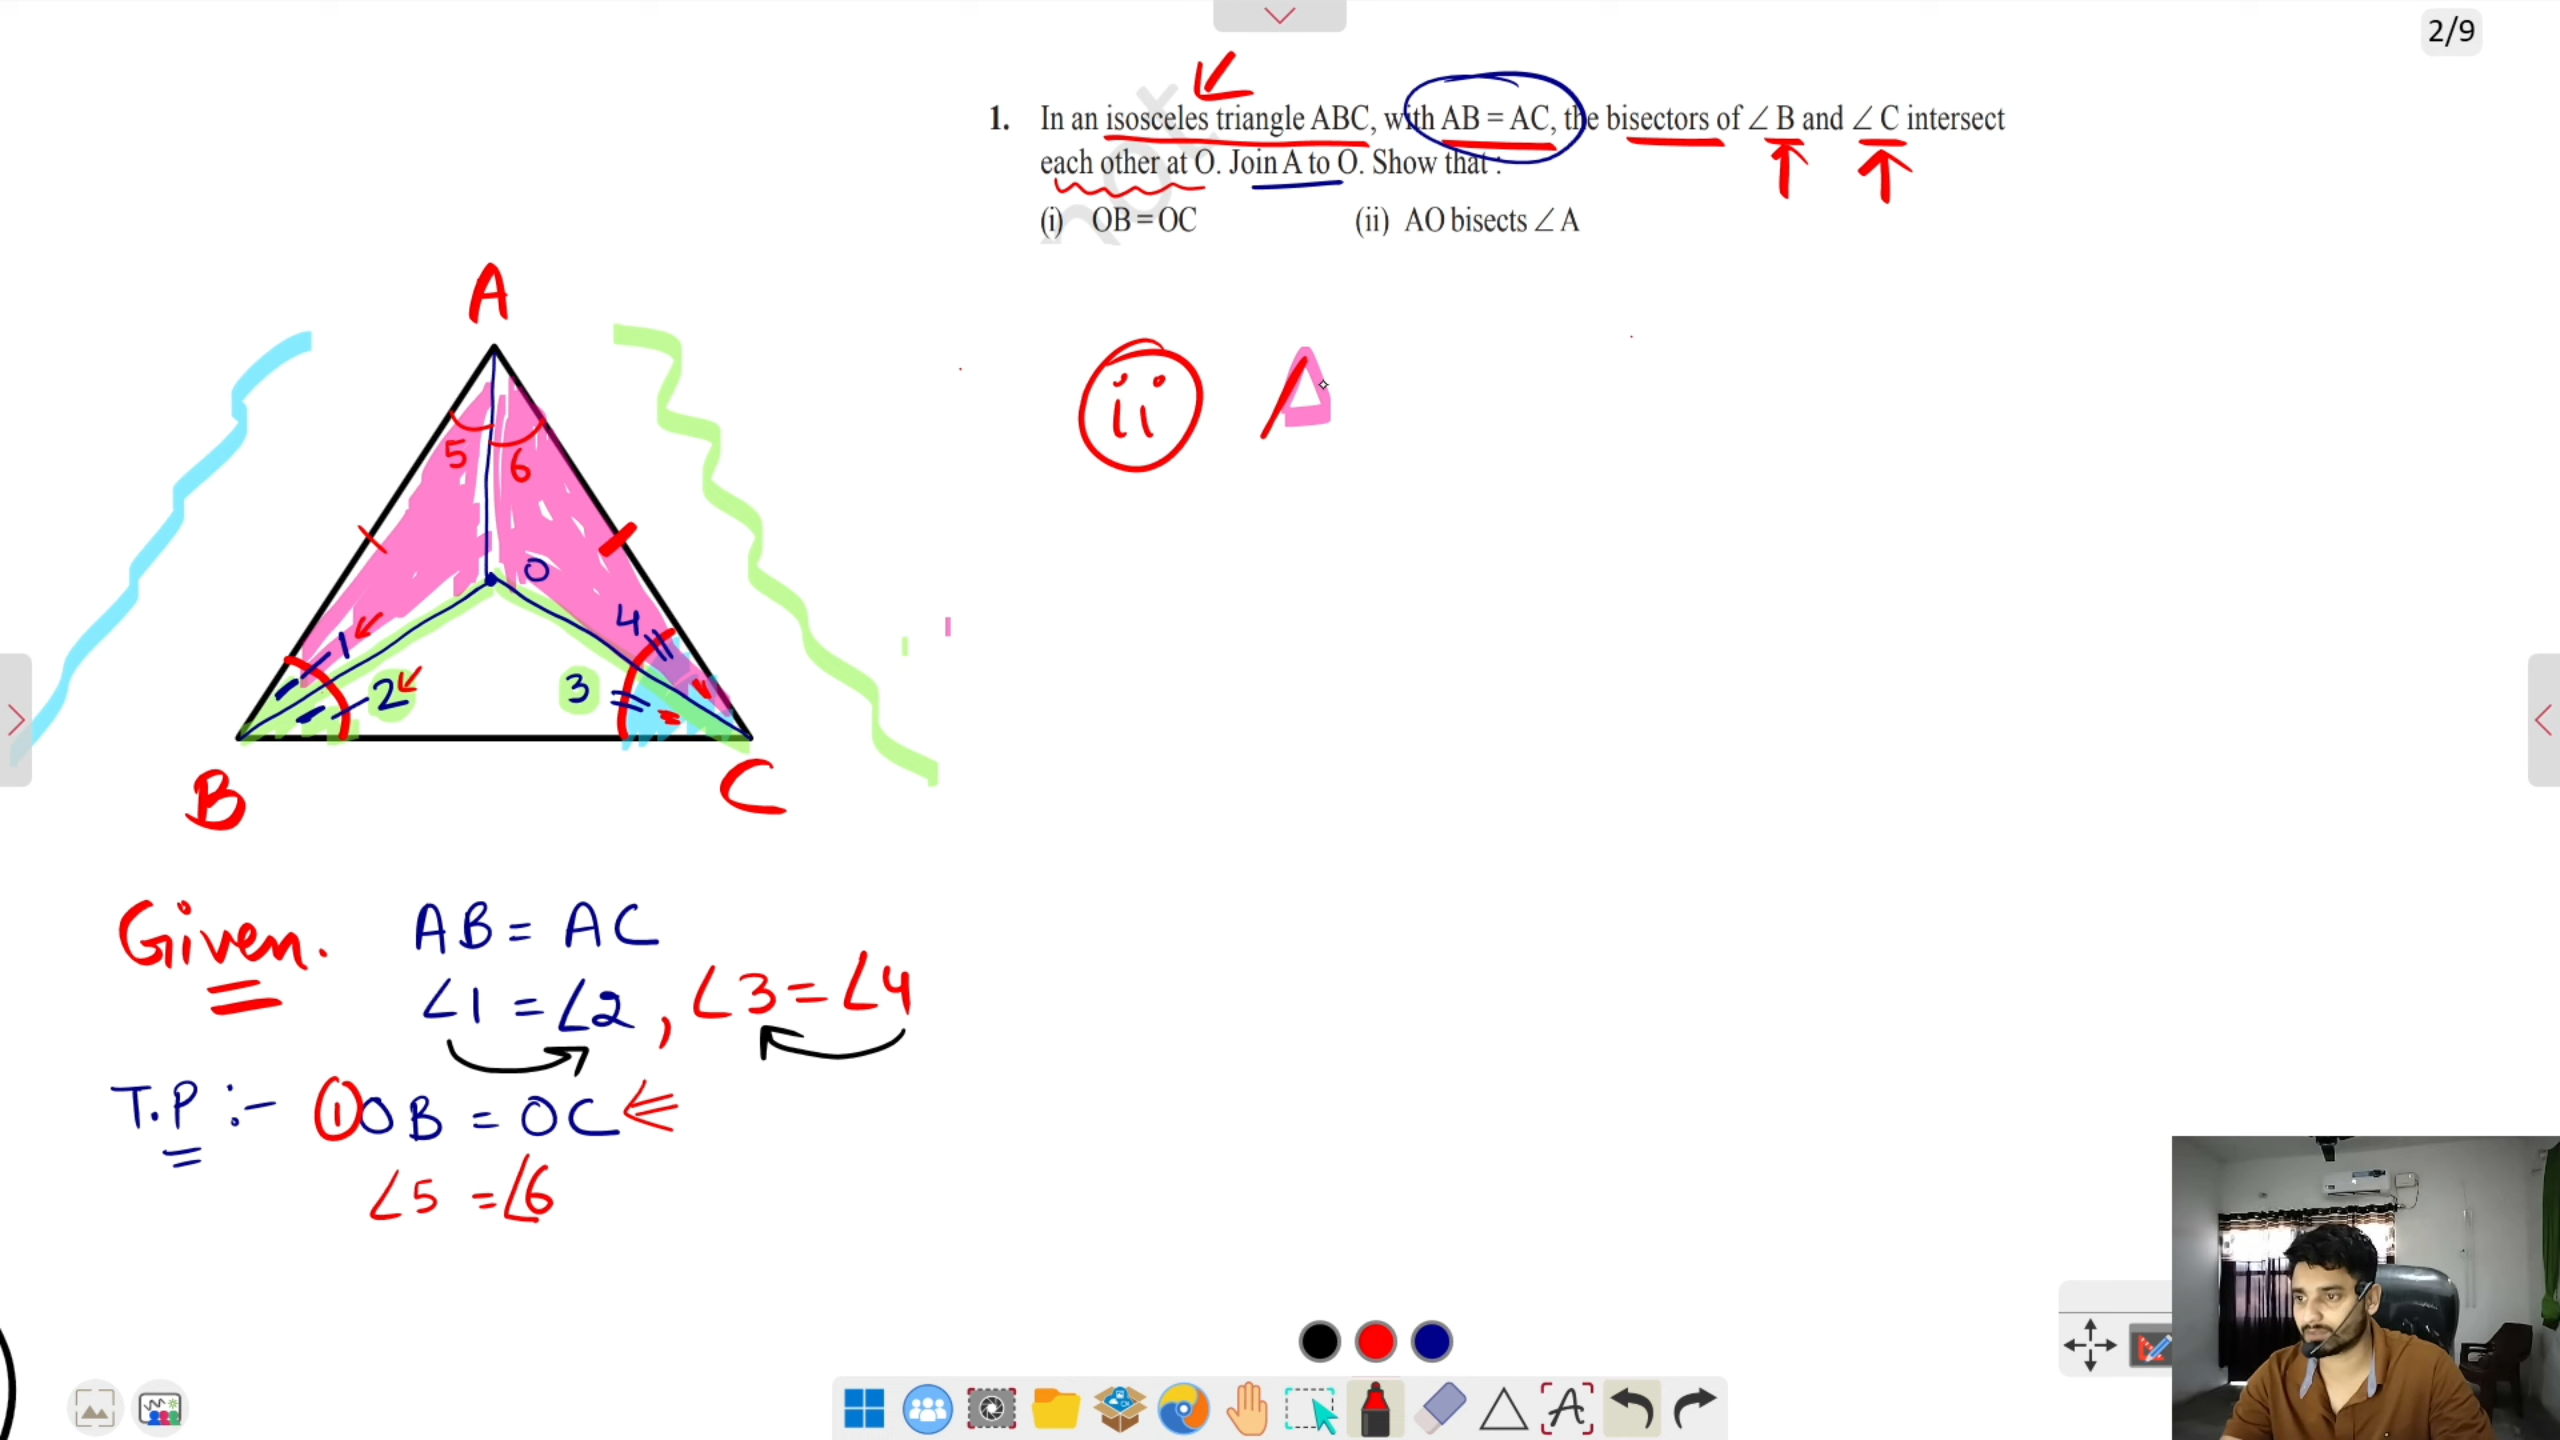 2/9
1. In an isosceles triangle ABC, with AB = AC, the bisectors of ∠ B and ∠ C intersect
each other at O. Join A to O. Show that :
(i) OB = OC (ii) AO bisects ∠ A
not
A
ii
5 6
O
4
1
2 3
B C
Given. AB = AC
∠1 = ∠2 , ∠3 = ∠4
T.P :- ① OB = OC
∠5 = ∠6